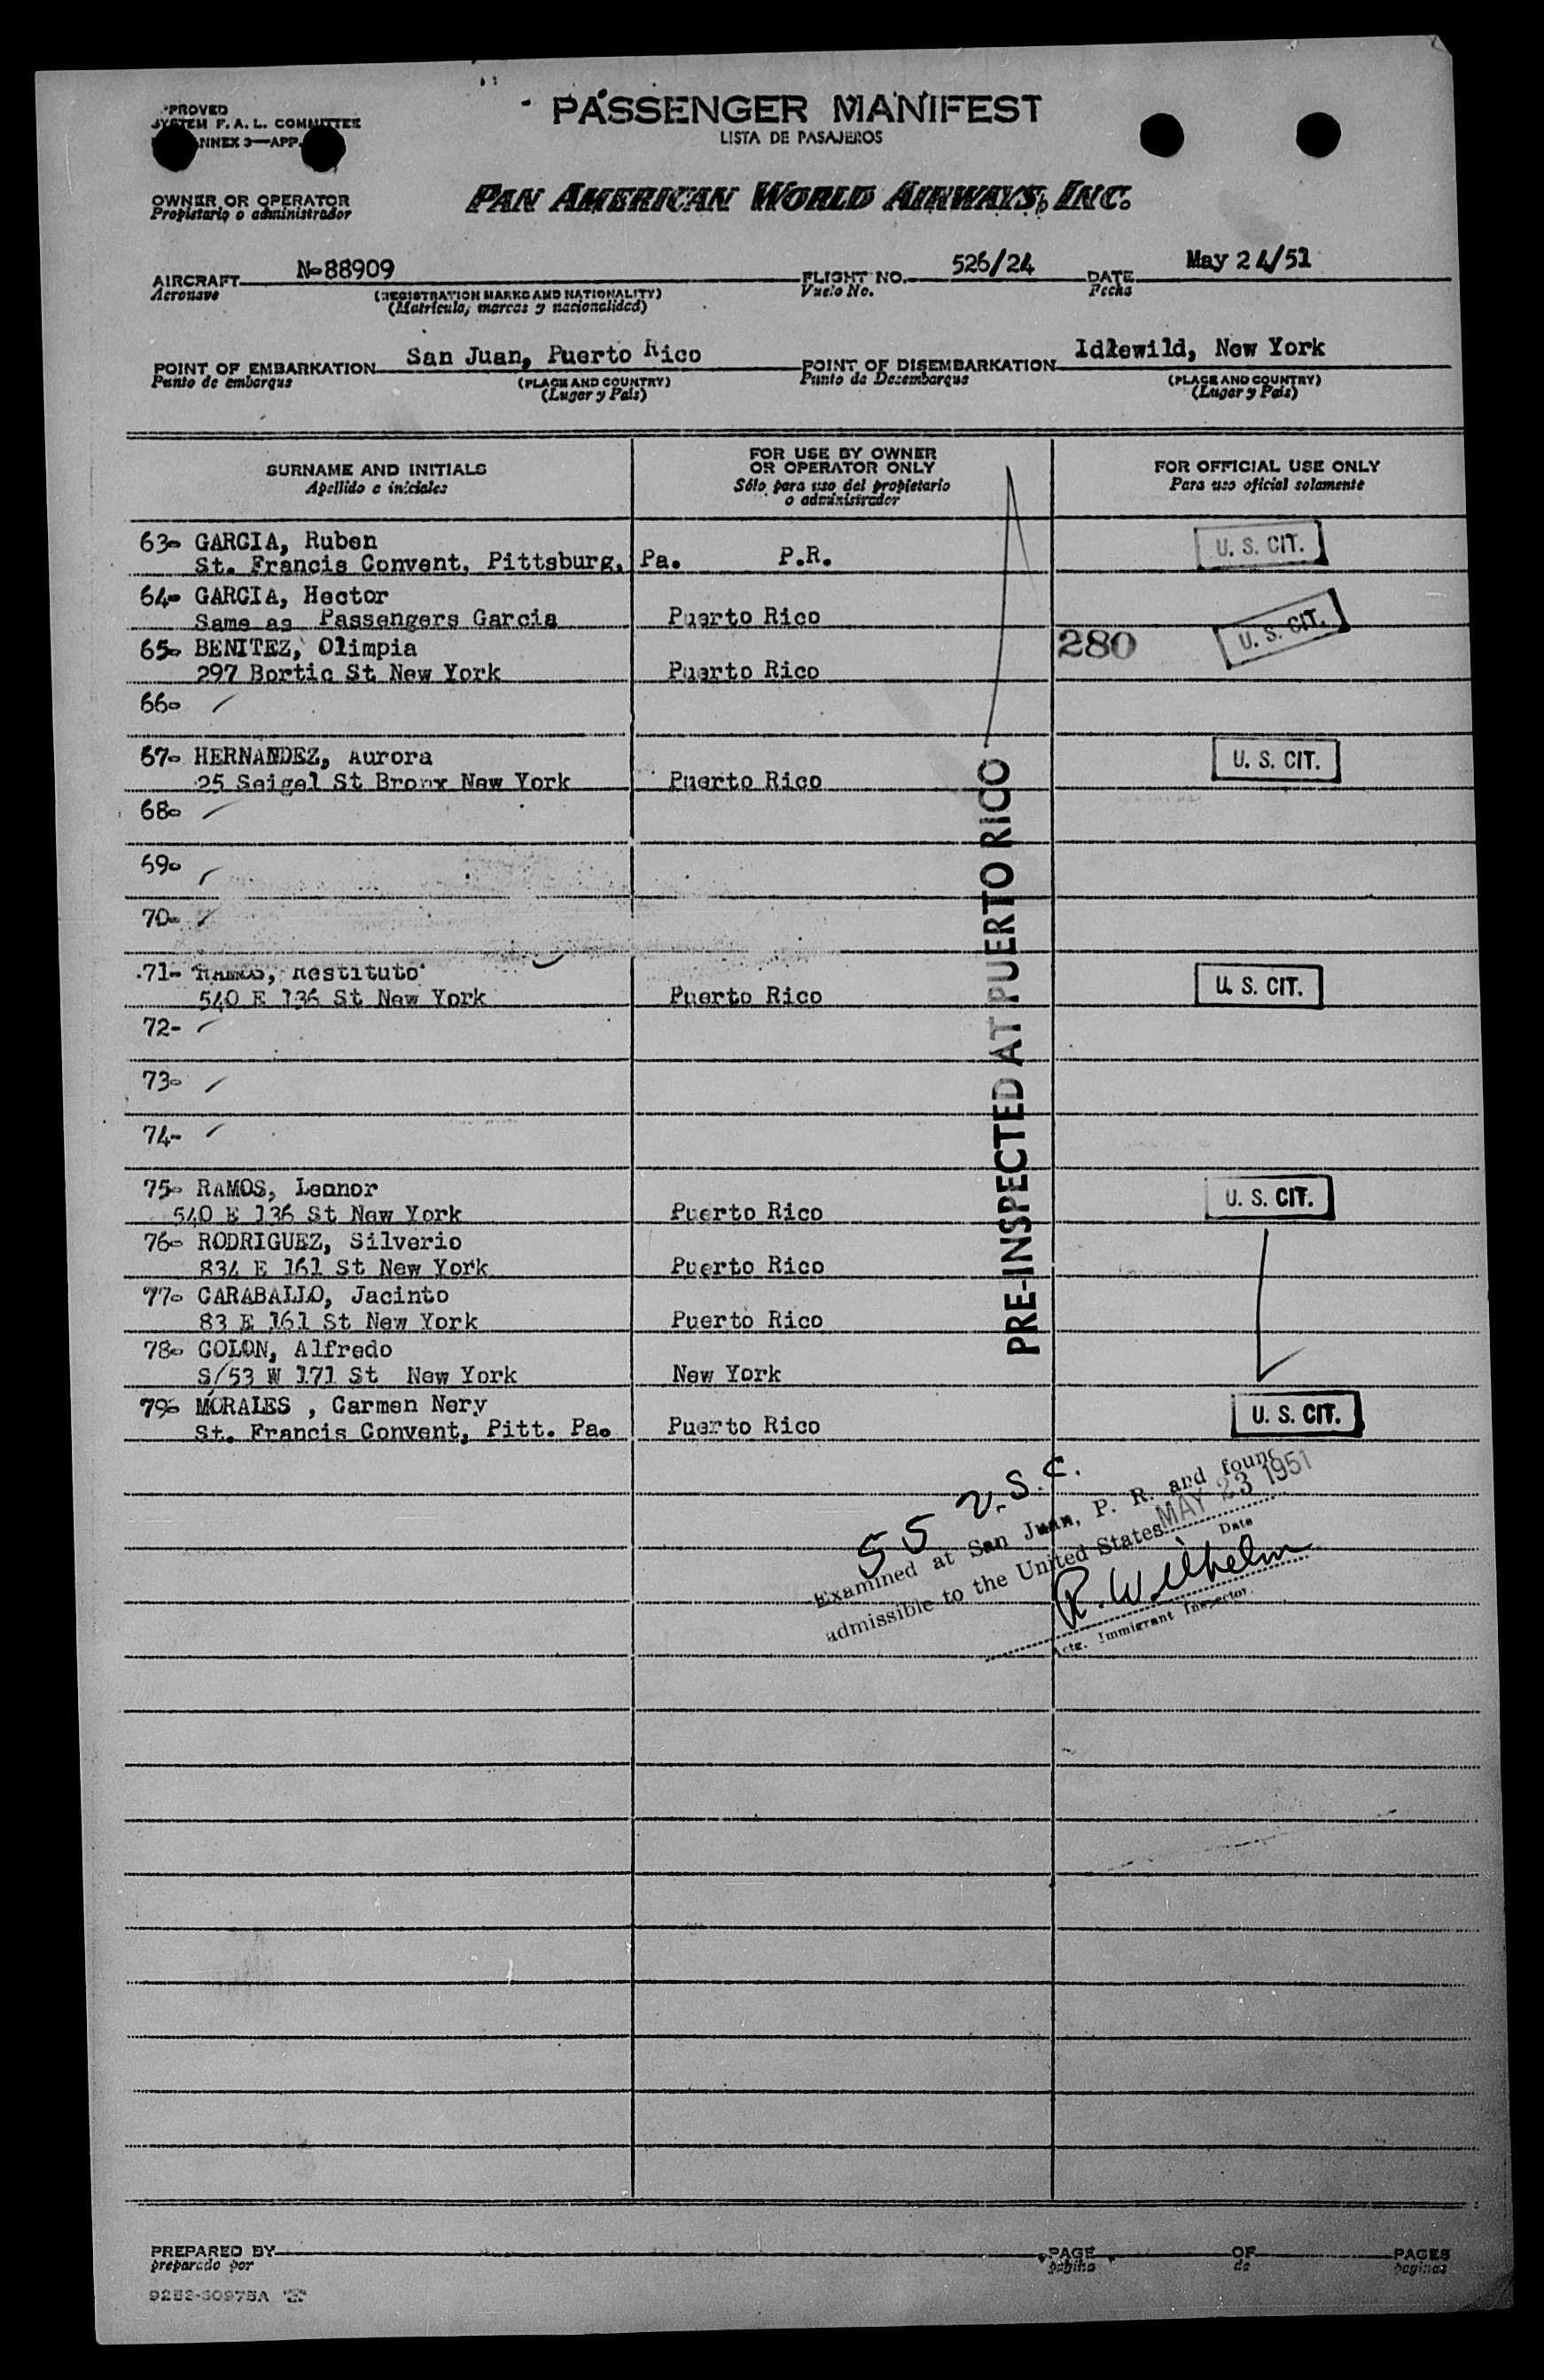 PROVED
SYSTEM F. A. L. COMMITTEE
ANNEX 3—APP.
PASSENGER MANIFEST
LISTA DE PASAJEROS
OWNER OR OPERATOR
Propietario o administrador
PAN AMERICAN WORLD AIRWAYS, INC.
AIRCRAFT N-88909 FLIGHT NO. 526/24 DATE May 24/51
Aeronave (REGISTRATION MARKS AND NATIONALITY) Vuelo No. Fecha
(Matrícula, marcas y nacionalidad)
POINT OF EMBARKATION San Juan, Puerto Rico POINT OF DISEMBARKATION Idlewild, New York
Punto de embarque (PLACE AND COUNTRY) Punto de Desembarque (PLACE AND COUNTRY)
(Lugar y País) (Lugar y País)
SURNAME AND INITIALS
Apellido e iniciales
FOR USE BY OWNER
OR OPERATOR ONLY
Sólo para uso del propietario
o administrador
FOR OFFICIAL USE ONLY
Para uso oficial solamente
63- GARCIA, Ruben U. S. CIT.
St. Francis Convent, Pittsburg, Pa. P.R.
64- GARCIA, Hector
Same as Passengers Garcia Puerto Rico U. S. CIT.
65- BENITEZ, Olimpia 280
297 Bortic St New York Puerto Rico
66-
67- HERNANDEZ, Aurora U. S. CIT.
25 Seigel St Bronx New York Puerto Rico
68-
69-
70-
71- RAMOS, Restituto U. S. CIT.
540 E 136 St New York Puerto Rico
72-
73-
74-
75- RAMOS, Leonor U. S. CIT.
540 E 136 St New York Puerto Rico
76- RODRIGUEZ, Silverio
834 E 161 St New York Puerto Rico
77- CARABALLO, Jacinto
83 E 161 St New York Puerto Rico
78- COLON, Alfredo
S/53 W 171 St New York New York
79- MORALES , Carmen Nery U. S. CIT.
St. Francis Convent, Pitt. Pa. Puerto Rico
PRE-INSPECTED AT PUERTO RICO
55 U.S.C.
Examined at San Juan, P. R. and found
admissible to the United States MAY 23 1951
Date
R. Wilhelm
Actg. Immigrant Inspector.
PREPARED BY PAGE OF PAGES
preparado por página de páginas
9253-60975A